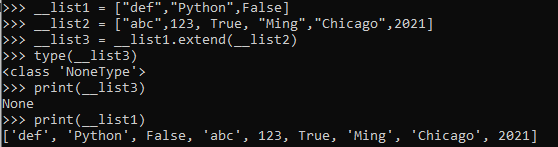 >>> __list1 = ["def","Python",False]
>>> __list2 = ["abc",123, True, "Ming","Chicago",2021]
>>> __list3 = __list1.extend(__list2)
>>> type(__list3)
<class 'NoneType'>
>>> print(__list3)
None
>>> print(__list1)
['def', 'Python', False, 'abc', 123, True, 'Ming', 'Chicago', 2021]